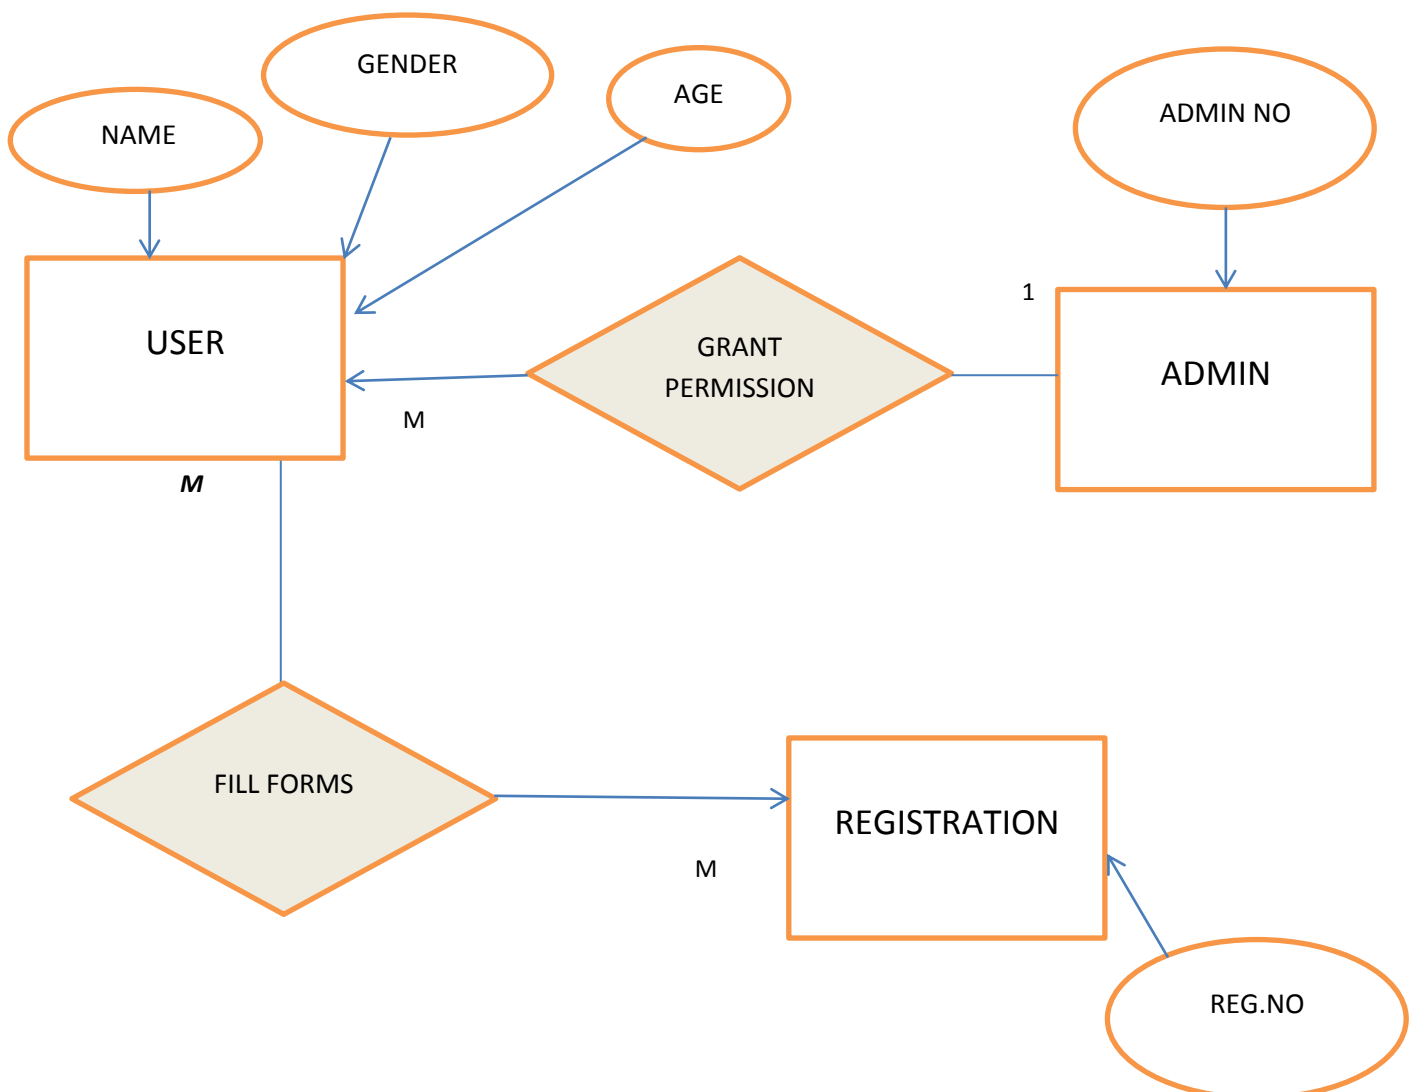 GENDER
AGE
NAME
ADMIN NO
1
USER
GRANT
PERMISSION
ADMIN
M
M
FILL FORMS
REGISTRATION
M
REG.NO